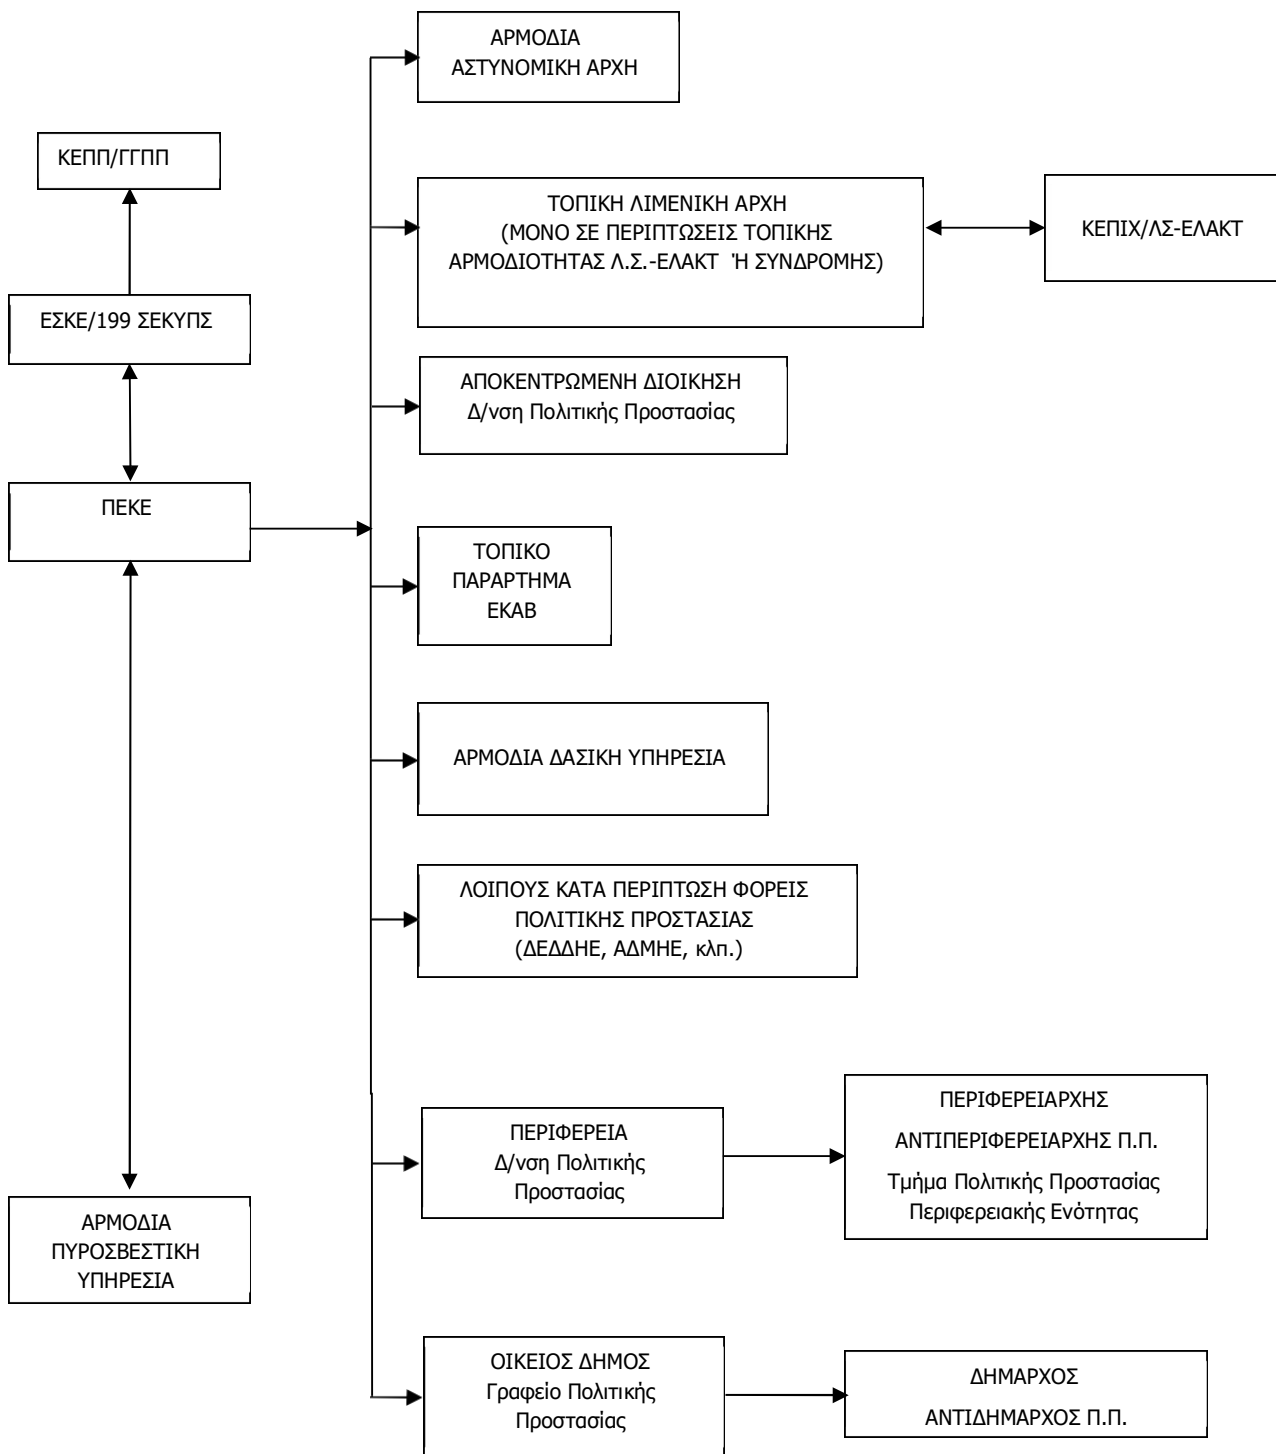 ΑΡΜΟΔΙΑ
ΑΣΤΥΝΟΜΙΚΗ ΑΡΧΗ
ΚΕΠΠ/ΓΓΠΠ
ΤΟΠΙΚΗ ΛΙΜΕΝΙΚΗ ΑΡΧΗ
(ΜΟΝΟ ΣΕ ΠΕΡΙΠΤΩΣΕΙΣ ΤΟΠΙΚΗΣ
ΑΡΜΟΔΙΟΤΗΤΑΣ Λ.Σ.-ΕΛΑΚΤ Ή ΣΥΝΔΡΟΜΗΣ)
ΚΕΠΙΧ/ΛΣ-ΕΛΑΚΤ
ΕΣΚΕ/199 ΣΕΚΥΠΣ
ΑΠΟΚΕΝΤΡΩΜΕΝΗ ΔΙΟΙΚΗΣΗ
Δ/νση Πολιτικής Προστασίας
ΠΕΚΕ
ΤΟΠΙΚΟ
ΠΑΡΑΡΤΗΜΑ
ΕΚΑΒ
ΑΡΜΟΔΙΑ ΔΑΣΙΚΗ ΥΠΗΡΕΣΙΑ
ΛΟΙΠΟΥΣ ΚΑΤΑ ΠΕΡΙΠΤΩΣΗ ΦΟΡΕΙΣ
ΠΟΛΙΤΙΚΗΣ ΠΡΟΣΤΑΣΙΑΣ
(ΔΕΔΔΗΕ, ΑΔΜΗΕ, κλπ.)
ΠΕΡΙΦΕΡΕΙΑ
Δ/νση Πολιτικής
Προστασίας
ΠΕΡΙΦΕΡΕΙΑΡΧΗΣ
ΑΝΤΙΠΕΡΙΦΕΡΕΙΑΡΧΗΣ Π.Π.
Τμήμα Πολιτικής Προστασίας
Περιφερειακής Ενότητας
ΑΡΜΟΔΙΑ
ΠΥΡΟΣΒΕΣΤΙΚΗ
ΥΠΗΡΕΣΙΑ
ΟΙΚΕΙΟΣ ΔΗΜΟΣ
Γραφείο Πολιτικής
Προστασίας
ΔΗΜΑΡΧΟΣ
ΑΝΤΙΔΗΜΑΡΧΟΣ Π.Π.